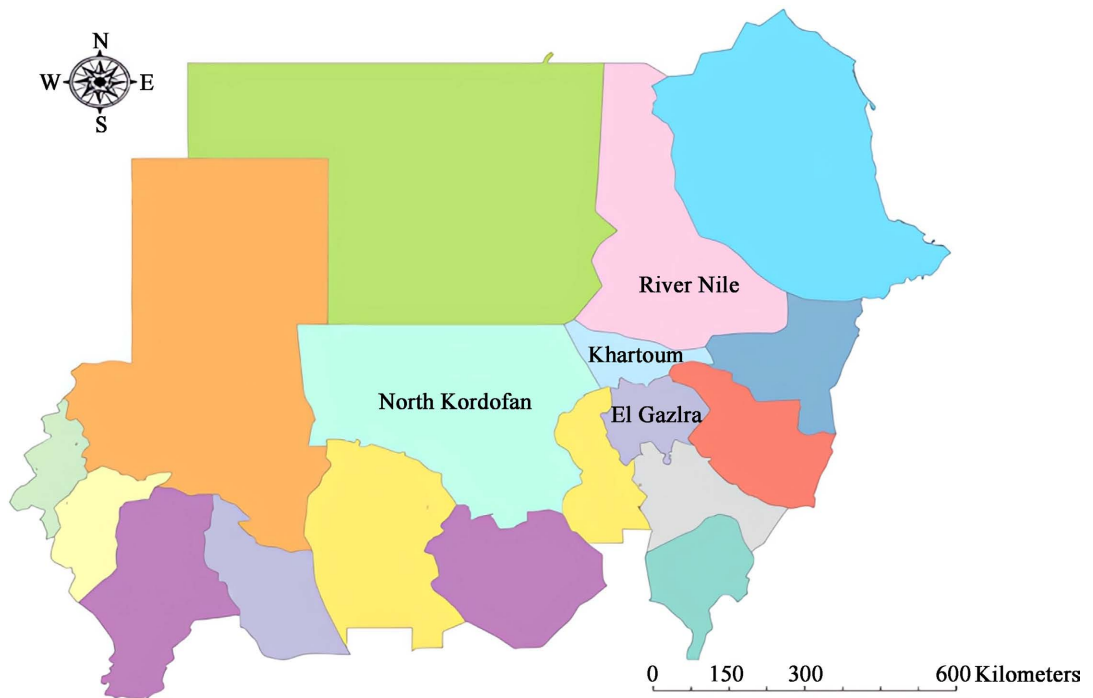 N
W E
S
River Nile
Khartoum
North Kordofan
El Gazlra
0 150 300 600 Kilometers